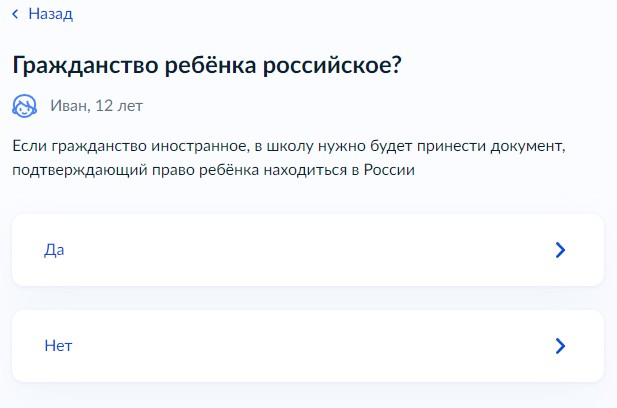 Назад
Гражданство ребёнка российское?
Иван, 12 лет
Если гражданство иностранное, в школу нужно будет принести документ,
подтверждающий право ребёнка находиться в России
Да
Нет